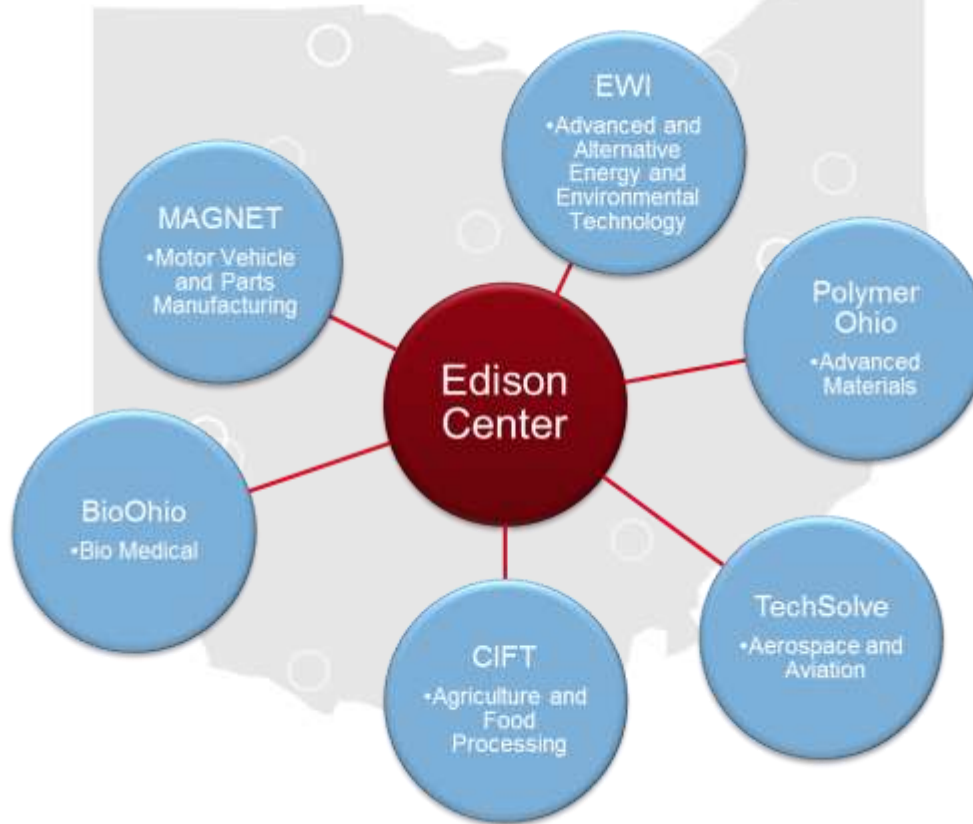 EWI
•Advanced and
Alternative
Energy and
Environmental
Technology
MAGNET
•Motor Vehicle
and Parts
Manufacturing
Polymer
Ohio
•Advanced
Materials
Edison
Center
BioOhio
•Bio Medical
TechSolve
•Aerospace and
Aviation
CIFT
•Agriculture and
Food
Processing